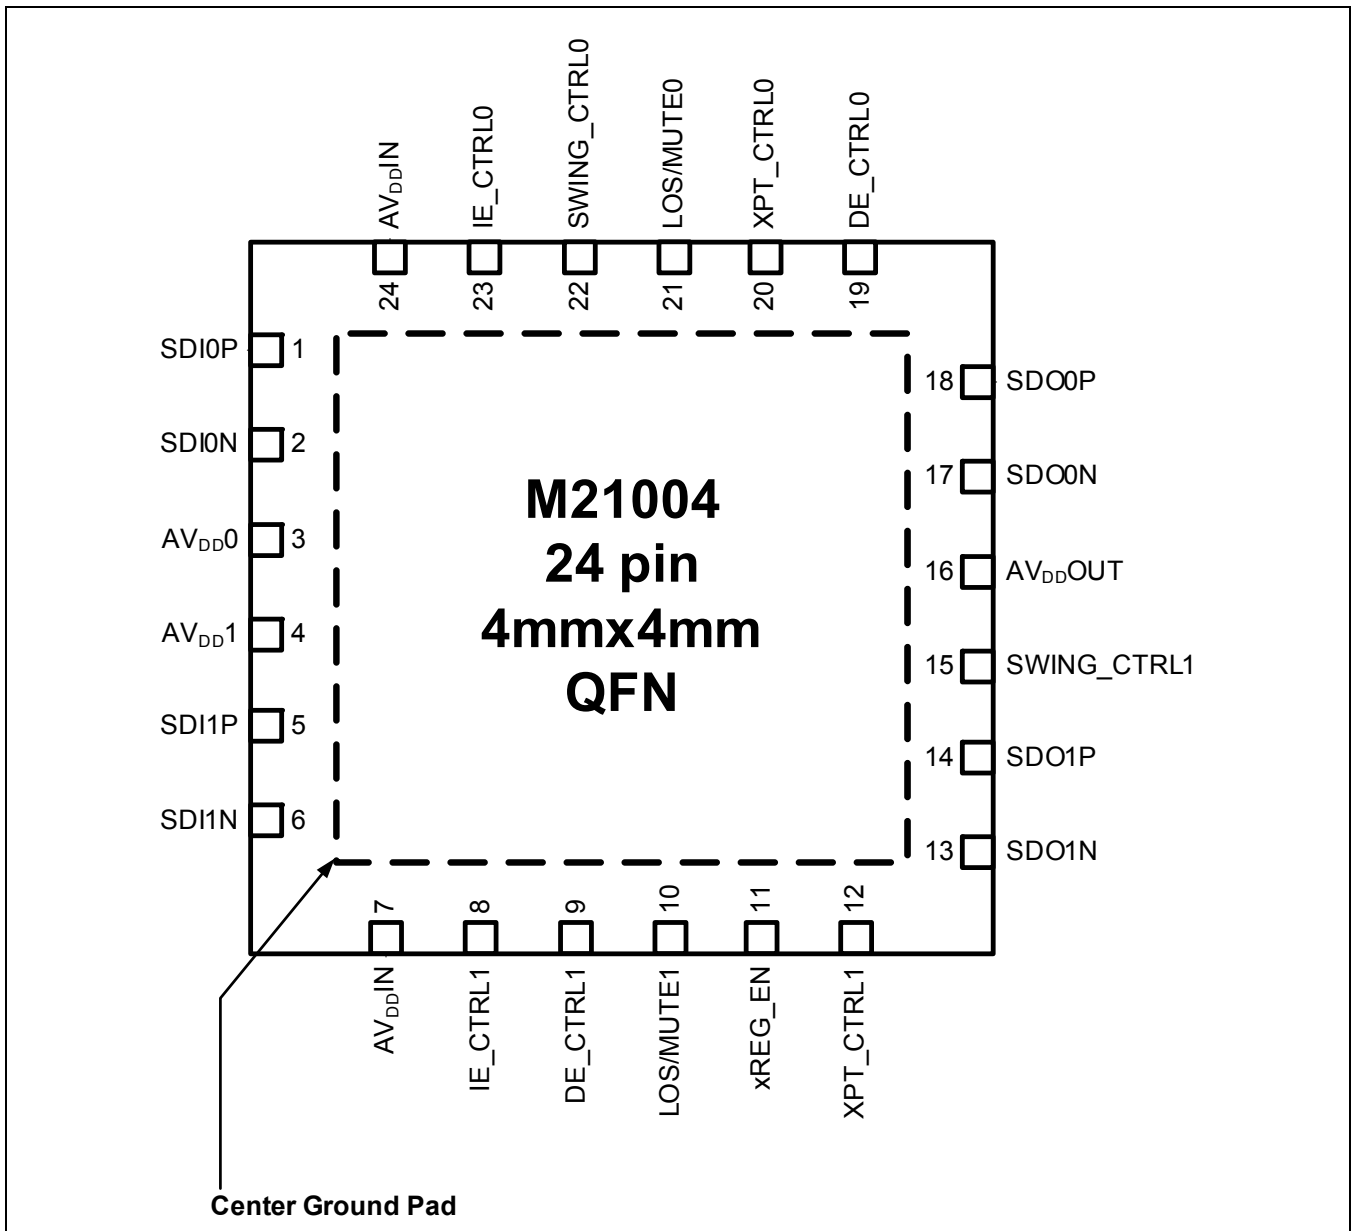 AVDDIN
IE_CTRL0
SWING_CTRL0
LOS/MUTE0
XPT_CTRL0
DE_CTRL0
24
23
22
21
20
19
SDI0P 1
SDI0N 2
AVDD0 3
AVDD1 4
SDI1P 5
SDI1N 6
M21004
24 pin
4mmx4mm
QFN
18 SDO0P
17 SDO0N
16 AVDDOUT
15 SWING_CTRL1
14 SDO1P
13 SDO1N
7
8
9
10
11
12
AVDDIN
IE_CTRL1
DE_CTRL1
LOS/MUTE1
xREG_EN
XPT_CTRL1
Center Ground Pad